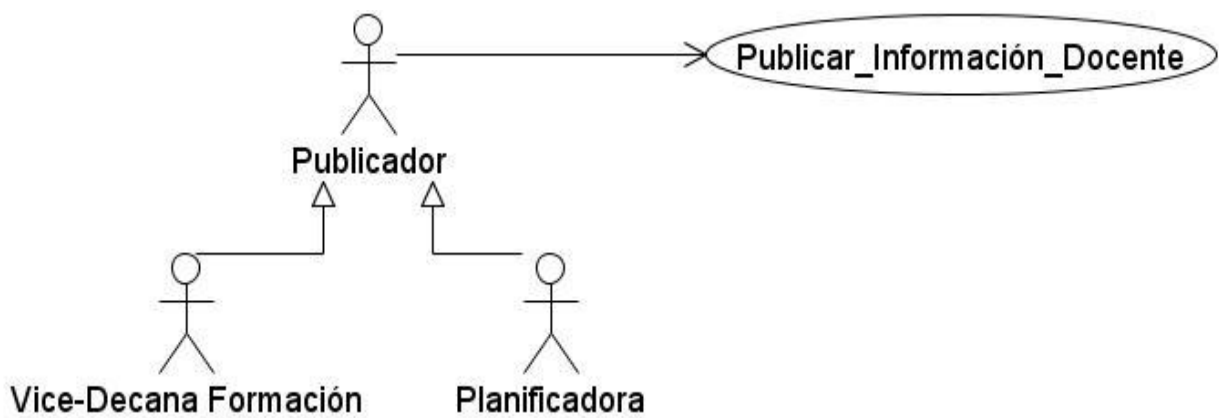 Publicar_Información_Docente
Publicador
Vice-Decana Formación
Planificadora